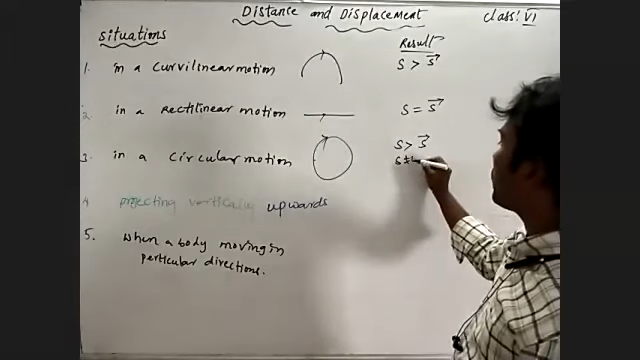 Distance and Displacement
Class: VI
situations
Result?
1. in a curvilinear motion
s > s⃗
2. in a rectilinear motion
s = s⃗
3. in a circular motion
s > s⃗
s ≠
4. projecting vertically upwards
5. when a body moving in
perticular directions.